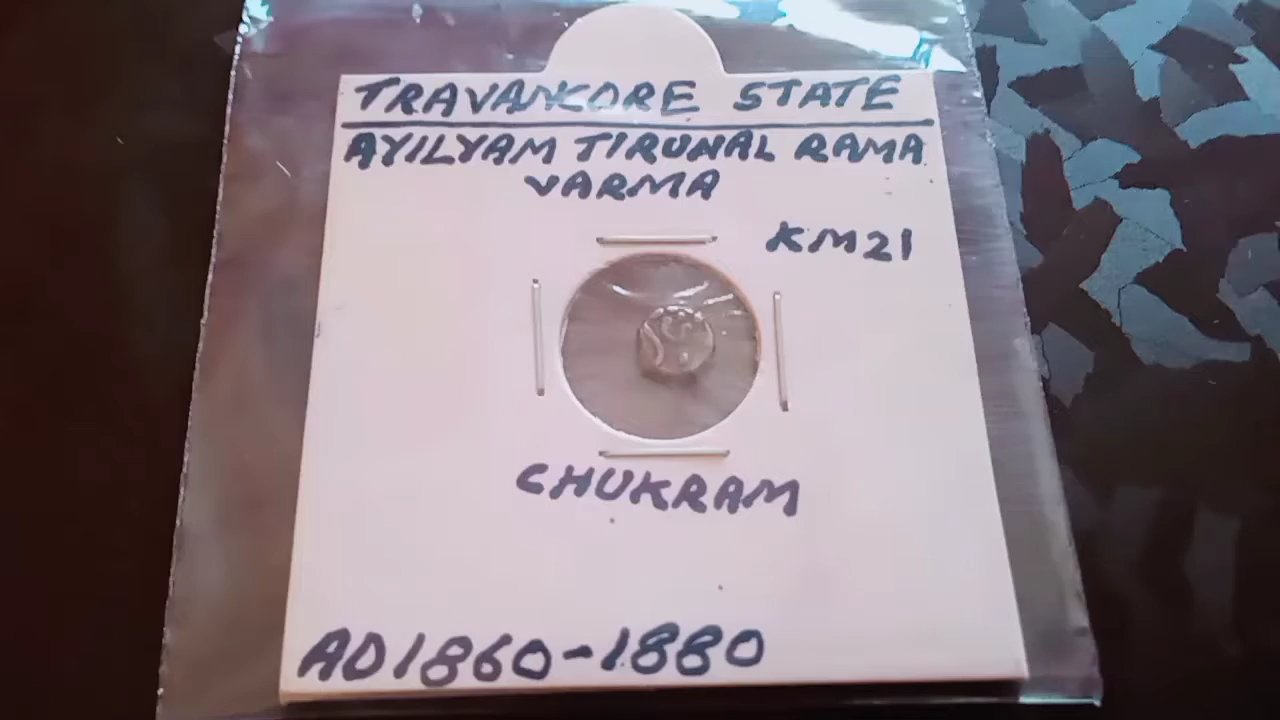 TRAVANKORE STATE
AYILYAM TIRUNAL RAMA
VARMA
KM21
CHUKRAM
AD1860-1880